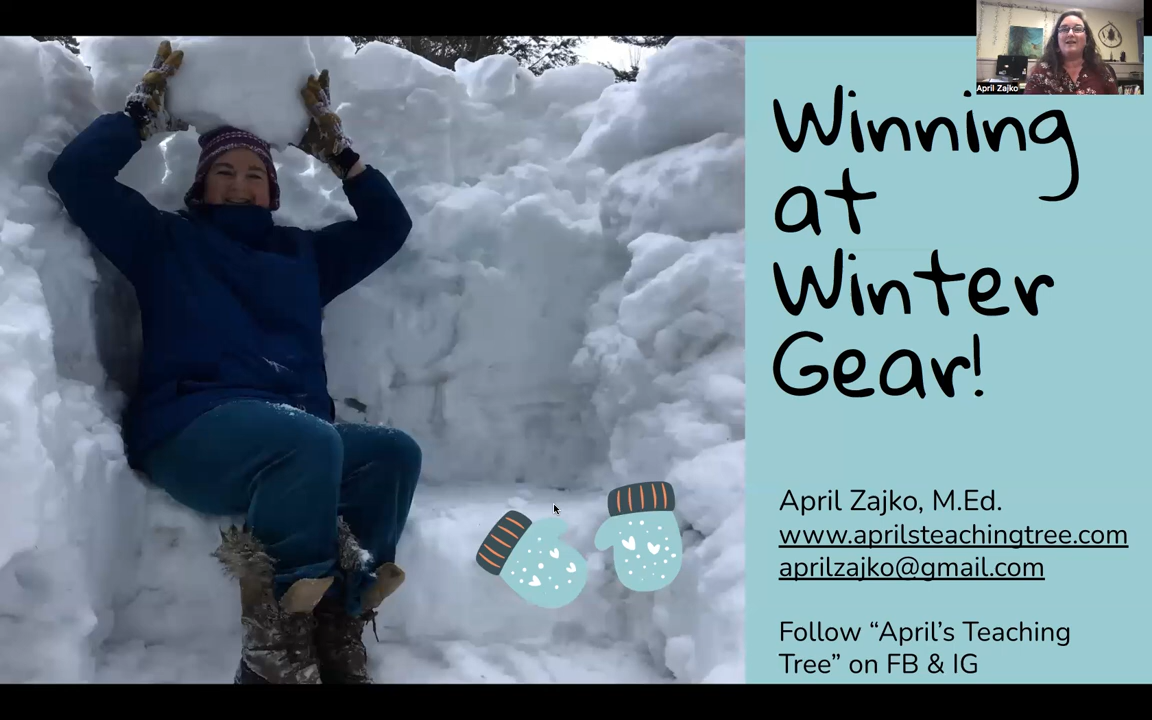 April Zajko
Winning
at
Winter
Gear!
April Zajko, M.Ed.
www.aprilsteachingtree.com
aprilzajko@gmail.com
Follow “April’s Teaching
Tree” on FB & IG